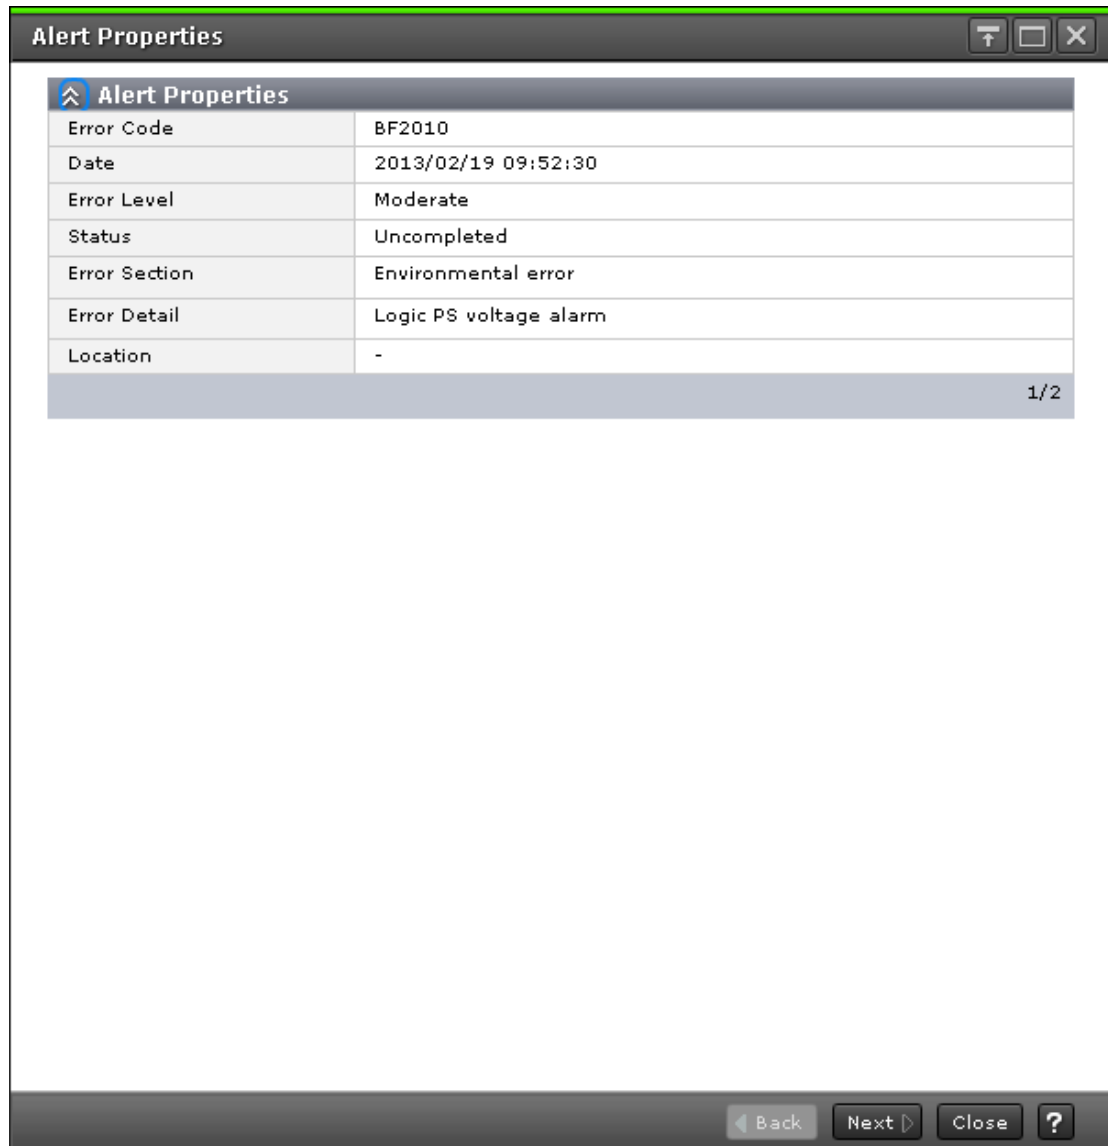 Alert Properties
Alert Properties
Error Code BF2010
Date 2013/02/19 09:52:30
Error Level Moderate
Status Uncompleted
Error Section Environmental error
Error Detail Logic PS voltage alarm
Location -
1/2
Back Next Close ?